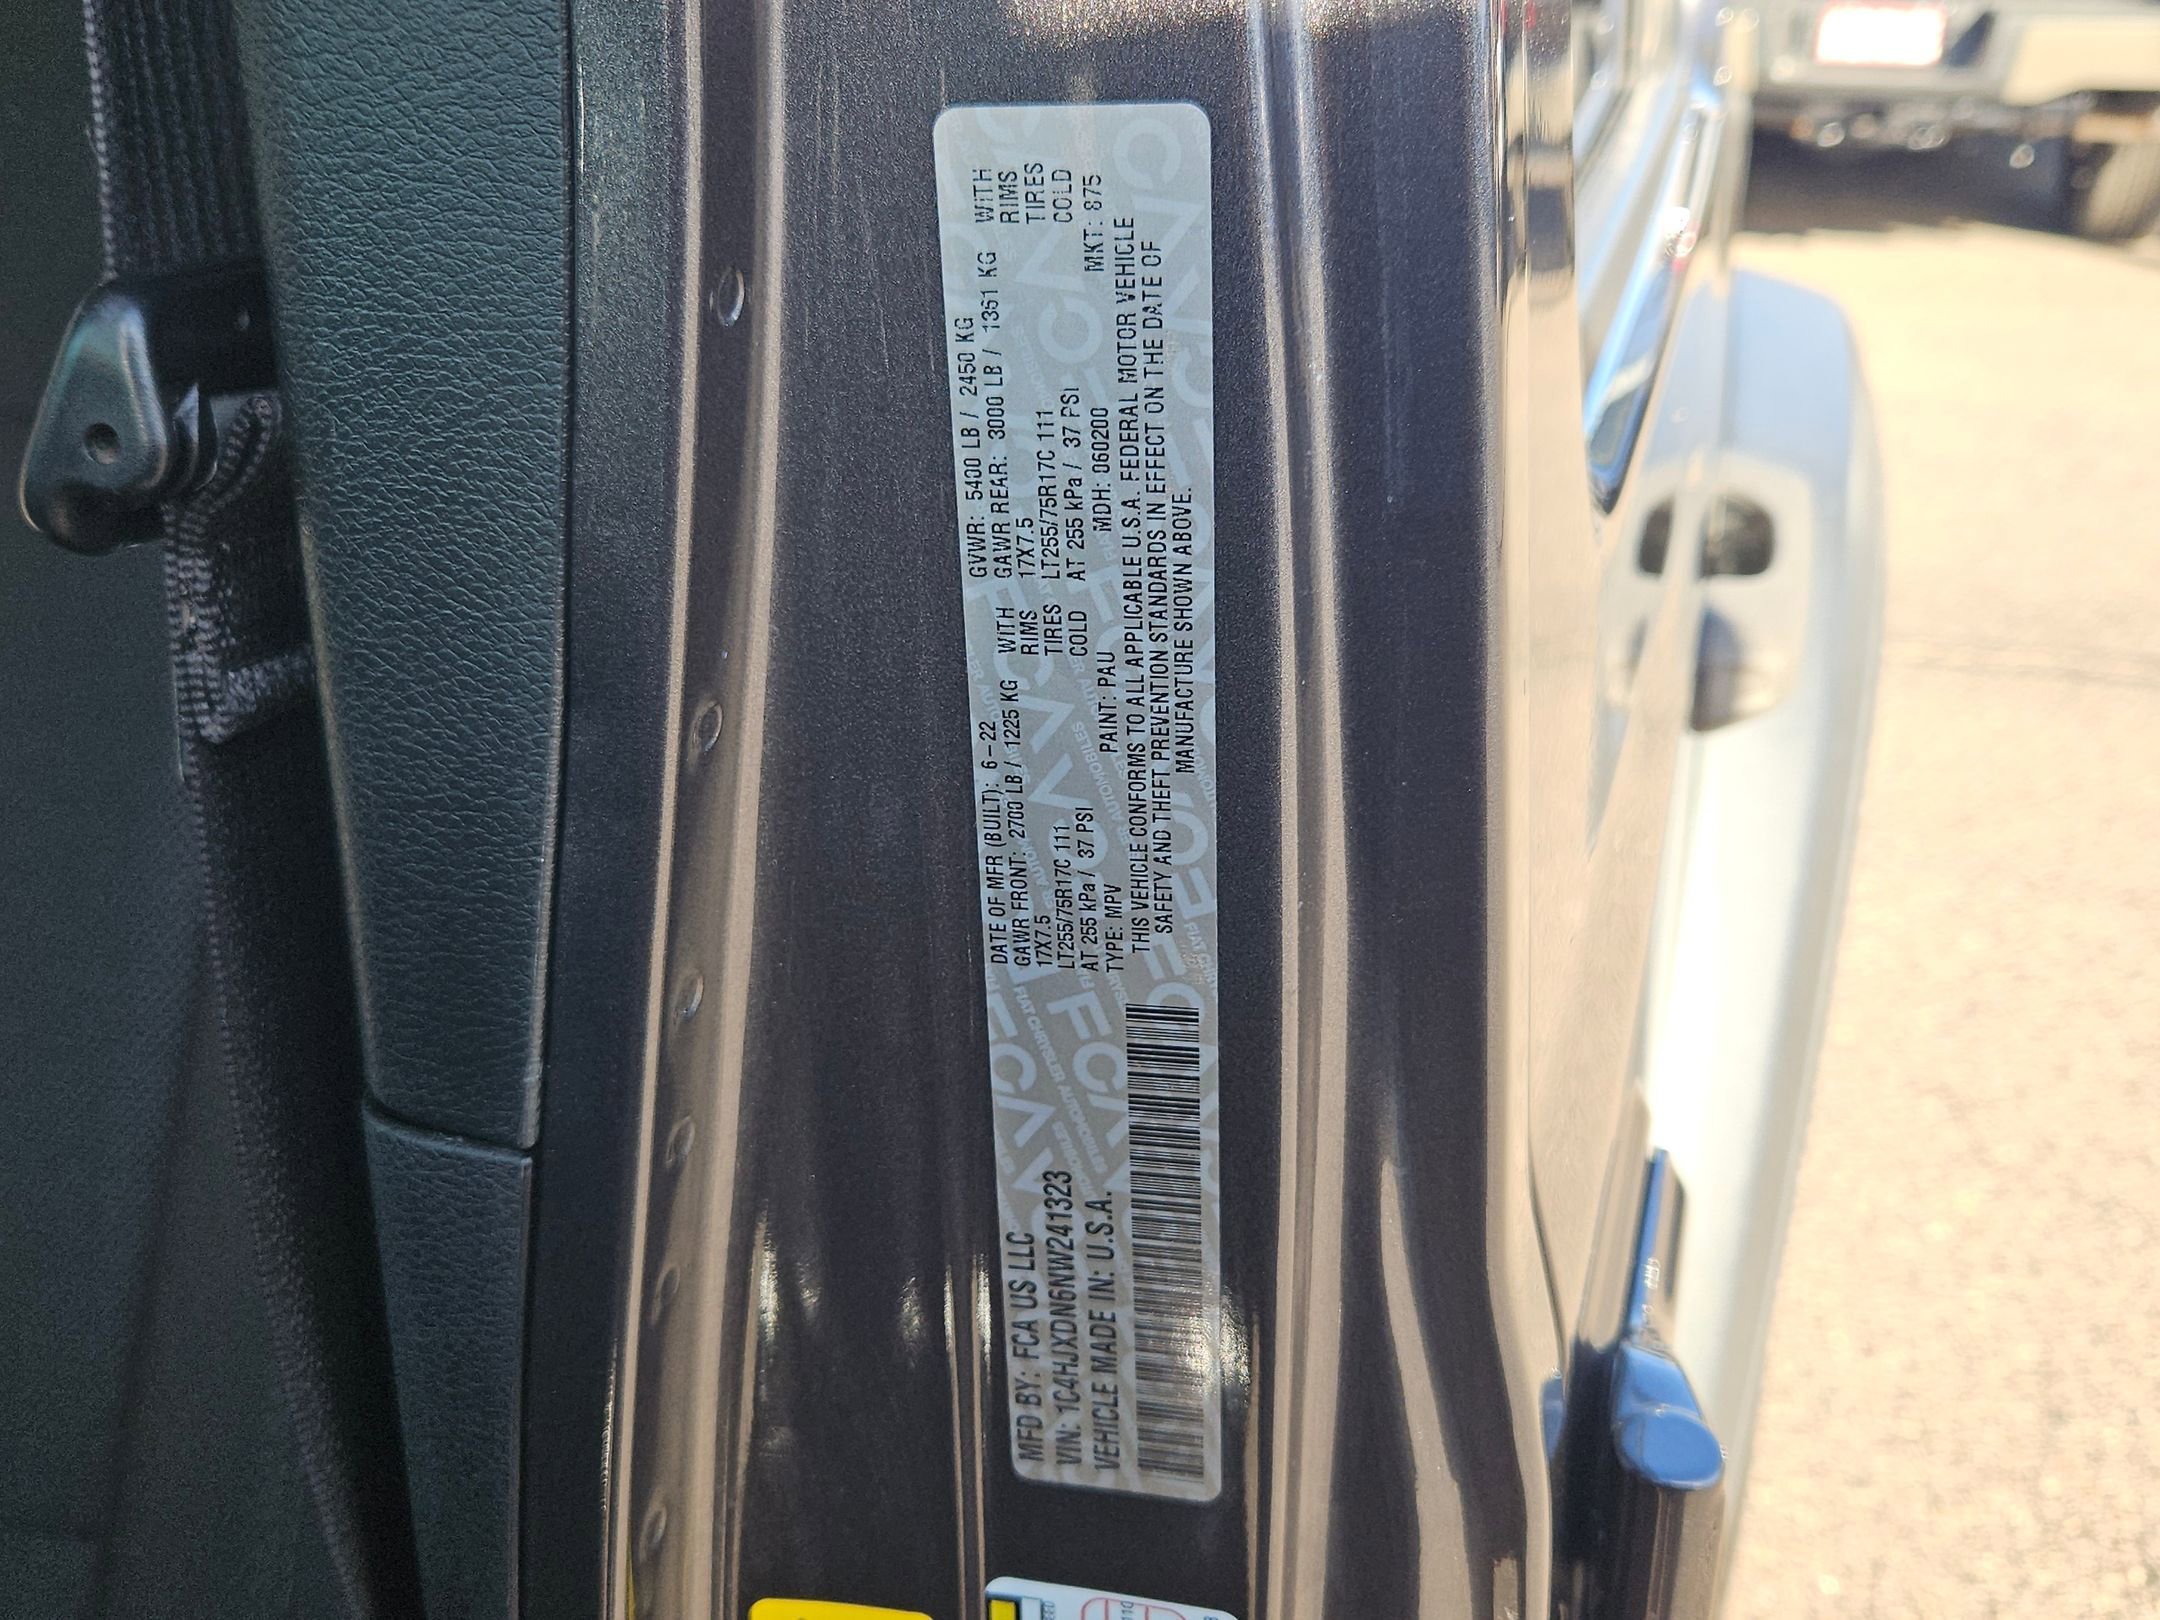 MFD BY: FCA US LLC
VIN: 1C4HJXDN6NW241323
VEHICLE MADE IN: U.S.A.
DATE OF MFR (BUILT): 6-22 GVWR: 5400 LB / 2450 KG
GAWR FRONT: 2700 LB / 1225 KG WITH GAWR REAR: 3000 LB / 1361 KG WITH
17X7.5 RIMS 17X7.5 RIMS
LT255/75R17C 111 TIRES LT255/75R17C 111 TIRES
AT 255 kPa / 37 PSI COLD AT 255 kPa / 37 PSI COLD
TYPE: MPV PAINT: PAU MDH: 060200 MKT: 875
THIS VEHICLE CONFORMS TO ALL APPLICABLE U.S.A. FEDERAL MOTOR VEHICLE
SAFETY AND THEFT PREVENTION STANDARDS IN EFFECT ON THE DATE OF
MANUFACTURE SHOWN ABOVE.